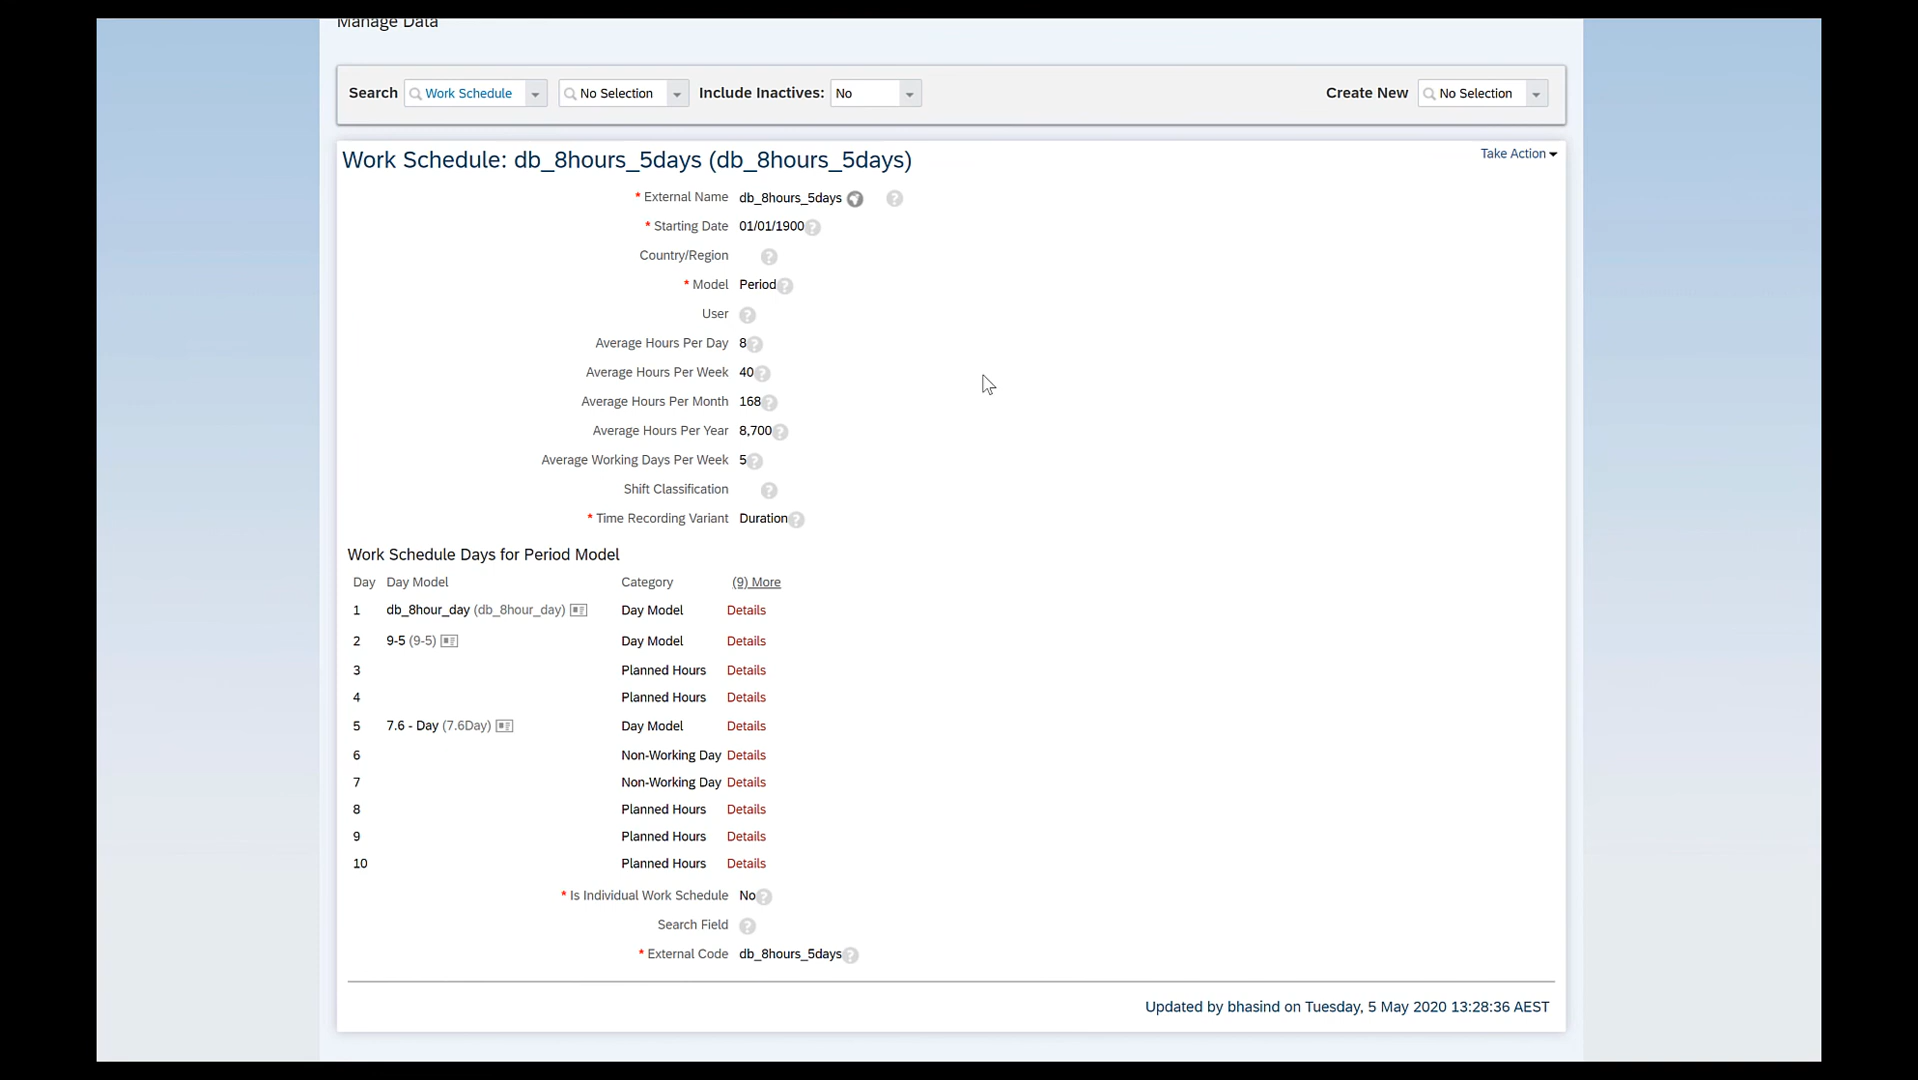 Manage Data
Search Work Schedule No Selection Include Inactives: No Create New No Selection
Work Schedule: db_8hours_5days (db_8hours_5days)
Take Action
* External Name db_8hours_5days ?
* Starting Date 01/01/1900 ?
Country/Region ?
* Model Period ?
User ?
Average Hours Per Day 8 ?
Average Hours Per Week 40 ?
Average Hours Per Month 168 ?
Average Hours Per Year 8,700 ?
Average Working Days Per Week 5 ?
Shift Classification ?
* Time Recording Variant Duration ?
Work Schedule Days for Period Model
Day Day Model Category (9) More
1 db_8hour_day (db_8hour_day) Day Model Details
2 9-5 (9-5) Day Model Details
3 Planned Hours Details
4 Planned Hours Details
5 7.6 - Day (7.6Day) Day Model Details
6 Non-Working Day Details
7 Non-Working Day Details
8 Planned Hours Details
9 Planned Hours Details
10 Planned Hours Details
* Is Individual Work Schedule No ?
Search Field ?
* External Code db_8hours_5days ?
Updated by bhasind on Tuesday, 5 May 2020 13:28:36 AEST